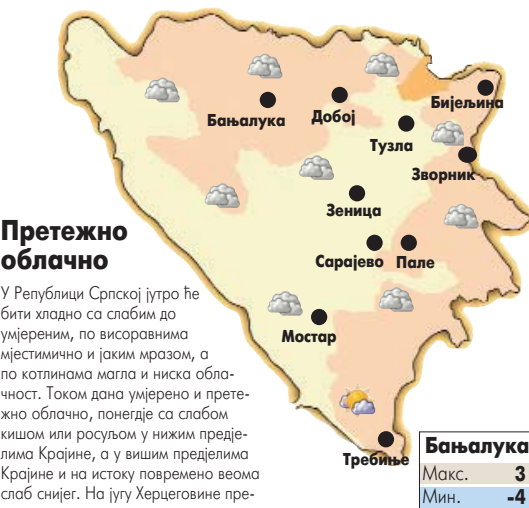 Бањалука
Добој
Бијељина
Тузла
Зворник
Зеница
Сарајево
Пале
Мостар
Требиње
Претежно
облачно
У Републици Српској јутро ће
бити хладно са слабим до
умјереним, по висоравнима
мјестимично и јаким мразом, а
по котлинама магла и ниска обла-
чност. Током дана умјерено и прете-
жно облачно, понегдје са слабом
кишом или росуљом у нижим предје-
лима Крајине, а у вишим предјелима
Крајине и на истоку повремено веома
слаб снијег. На југу Херцеговине пре-
Бањалука
Макс. 3
Мин. -4